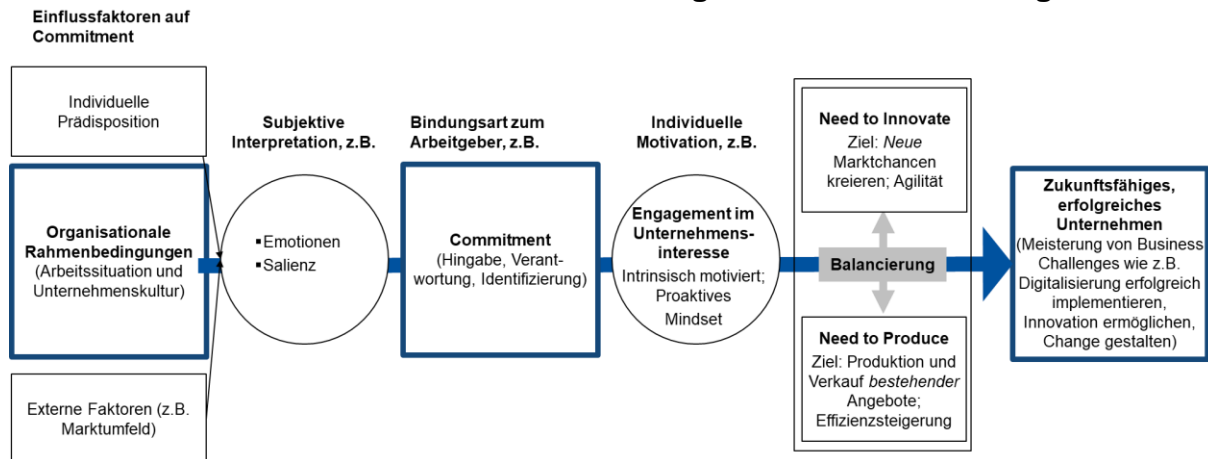 Einflussfaktoren auf
Commitment
Individuelle
Prädisposition
Organisationale
Rahmenbedingungen
(Arbeitssituation und
Unternehmenskultur)
Externe Faktoren (z.B.
Marktumfeld)
Subjektive
Interpretation, z.B.
▪Emotionen
▪Salienz
Bindungsart zum
Arbeitgeber, z.B.
Commitment
(Hingabe, Verant-
wortung, Identifizierung)
Individuelle
Motivation, z.B.
Engagement im
Unternehmens-
interesse
Intrinsisch motiviert;
Proaktives
Mindset
Need to Innovate
Ziel: Neue
Marktchancen
kreieren; Agilität
Balancierung
Need to Produce
Ziel: Produktion und
Verkauf bestehender
Angebote;
Effizienzsteigerung
Zukunftsfähiges,
erfolgreiches
Unternehmen
(Meisterung von Business
Challenges wie z.B.
Digitalisierung erfolgreich
implementieren,
Innovation ermöglichen,
Change gestalten)